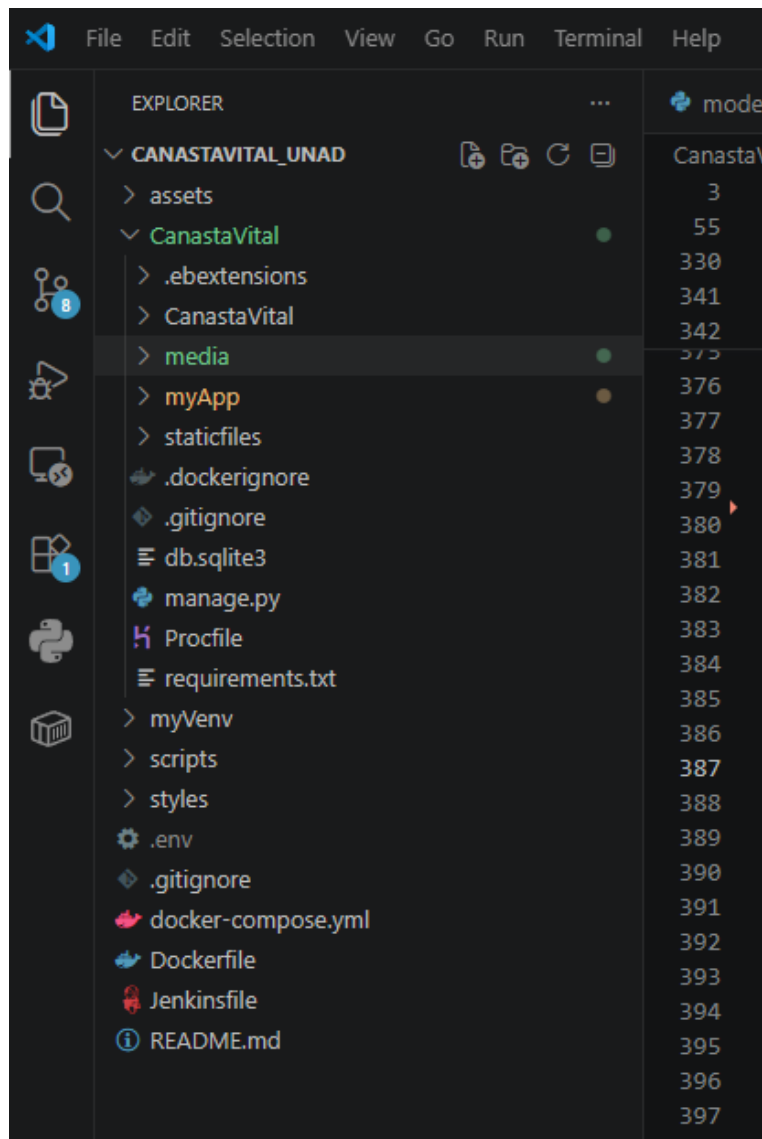 File Edit Selection View Go Run Terminal Help
EXPLORER
CANASTAVITAL_UNAD
assets
CanastaVital
.ebextensions
CanastaVital
media
myApp
staticfiles
.dockerignore
.gitignore
db.sqlite3
manage.py
Procfile
requirements.txt
myVenv
scripts
styles
.env
.gitignore
docker-compose.yml
Dockerfile
Jenkinsfile
README.md
8
1
mode
Canasta
3
55
330
341
342
375
376
377
378
379
380
381
382
383
384
385
386
387
388
389
390
391
392
393
394
395
396
397